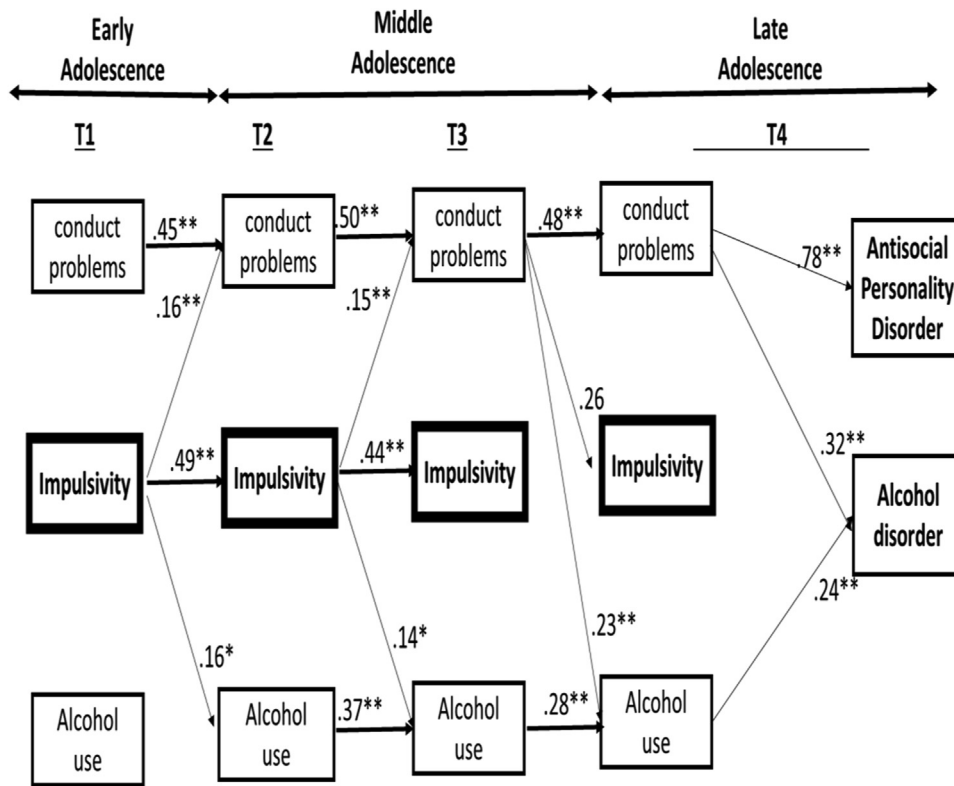 Early
Adolescence
Middle
Adolescence
Late
Adolescence
T1
T2
T3
T4
conduct
problems
.45**
conduct
problems
.50**
conduct
problems
.48**
conduct
problems
.78**
Antisocial
Personality
Disorder
.16**
.15**
.26
Impulsivity
.49**
Impulsivity
.44**
Impulsivity
Impulsivity
.32**
Alcohol
disorder
.24**
.16*
.14*
.23**
Alcohol
use
Alcohol
use
.37**
Alcohol
use
.28**
Alcohol
use